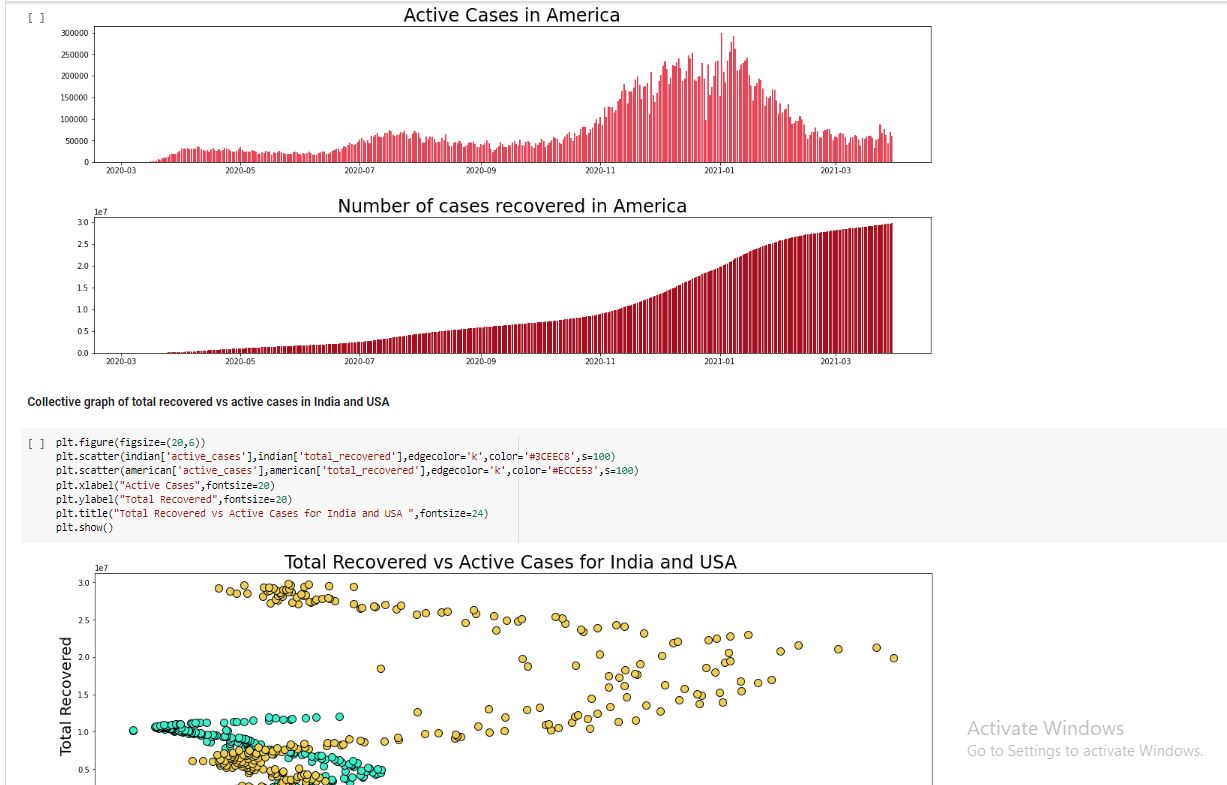 [ ]
Active Cases in America
300000
250000
200000
150000
100000
50000
0
2020-03 2020-05 2020-07 2020-09 2020-11 2021-01 2021-03
Number of cases recovered in America
1e7
3.0
2.5
2.0
1.5
1.0
0.5
0.0
2020-03 2020-05 2020-07 2020-09 2020-11 2021-01 2021-03
Collective graph of total recovered vs active cases in India and USA
[ ] plt.figure(figsize=(20,6))
plt.scatter(indian['active_cases'],indian['total_recovered'],edgecolor='k',color='#3CEEC8',s=100)
plt.scatter(american['active_cases'],american['total_recovered'],edgecolor='k',color='#ECCE53',s=100)
plt.xlabel("Active Cases",fontsize=20)
plt.ylabel("Total Recovered",fontsize=20)
plt.title("Total Recovered vs Active Cases for India and USA ",fontsize=24)
plt.show()
Total Recovered vs Active Cases for India and USA
1e7
3.0
2.5
2.0
1.5
1.0
0.5
Total Recovered
Activate Windows
Go to Settings to activate Windows.